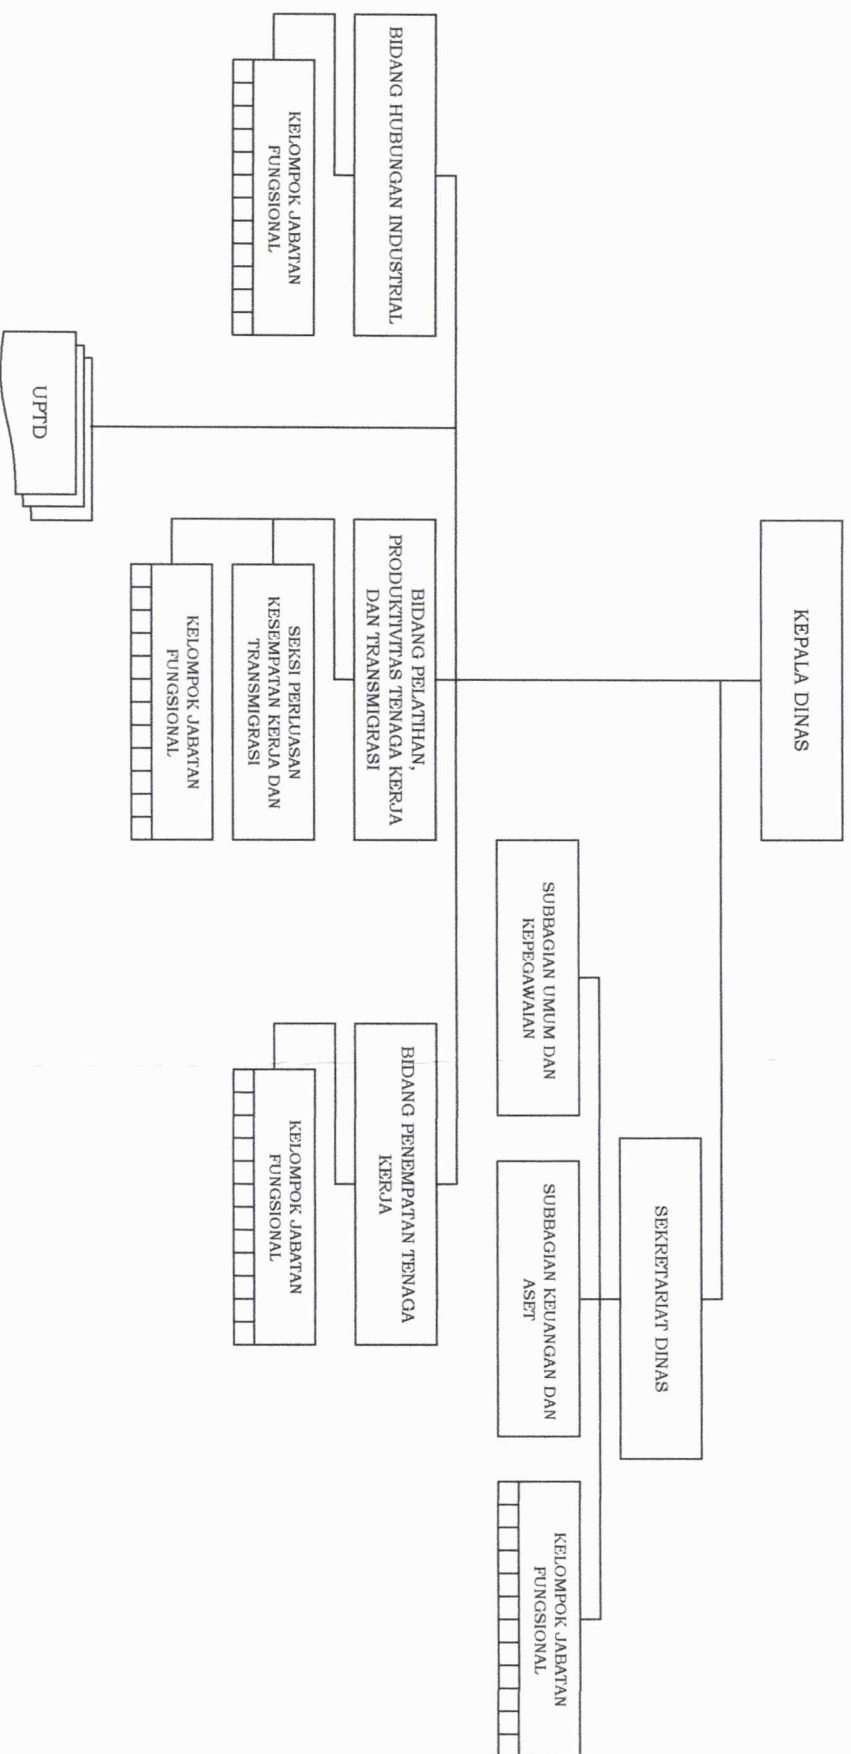 KEPALA DINAS
SEKRETARIAT DINAS
SUBBAGIAN UMUM DAN
KEPEGAWAIAN
SUBBAGIAN KEUANGAN DAN
ASET
KELOMPOK JABATAN
FUNGSIONAL
BIDANG HUBUNGAN INDUSTRIAL
KELOMPOK JABATAN
FUNGSIONAL
BIDANG PELATIHAN,
PRODUKTIVITAS TENAGA KERJA
DAN TRANSMIGRASI
SEKSI PERLUASAN
KESEMPATAN KERJA DAN
TRANSMIGRASI
KELOMPOK JABATAN
FUNGSIONAL
BIDANG PENEMPATAN TENAGA
KERJA
KELOMPOK JABATAN
FUNGSIONAL
UPTD